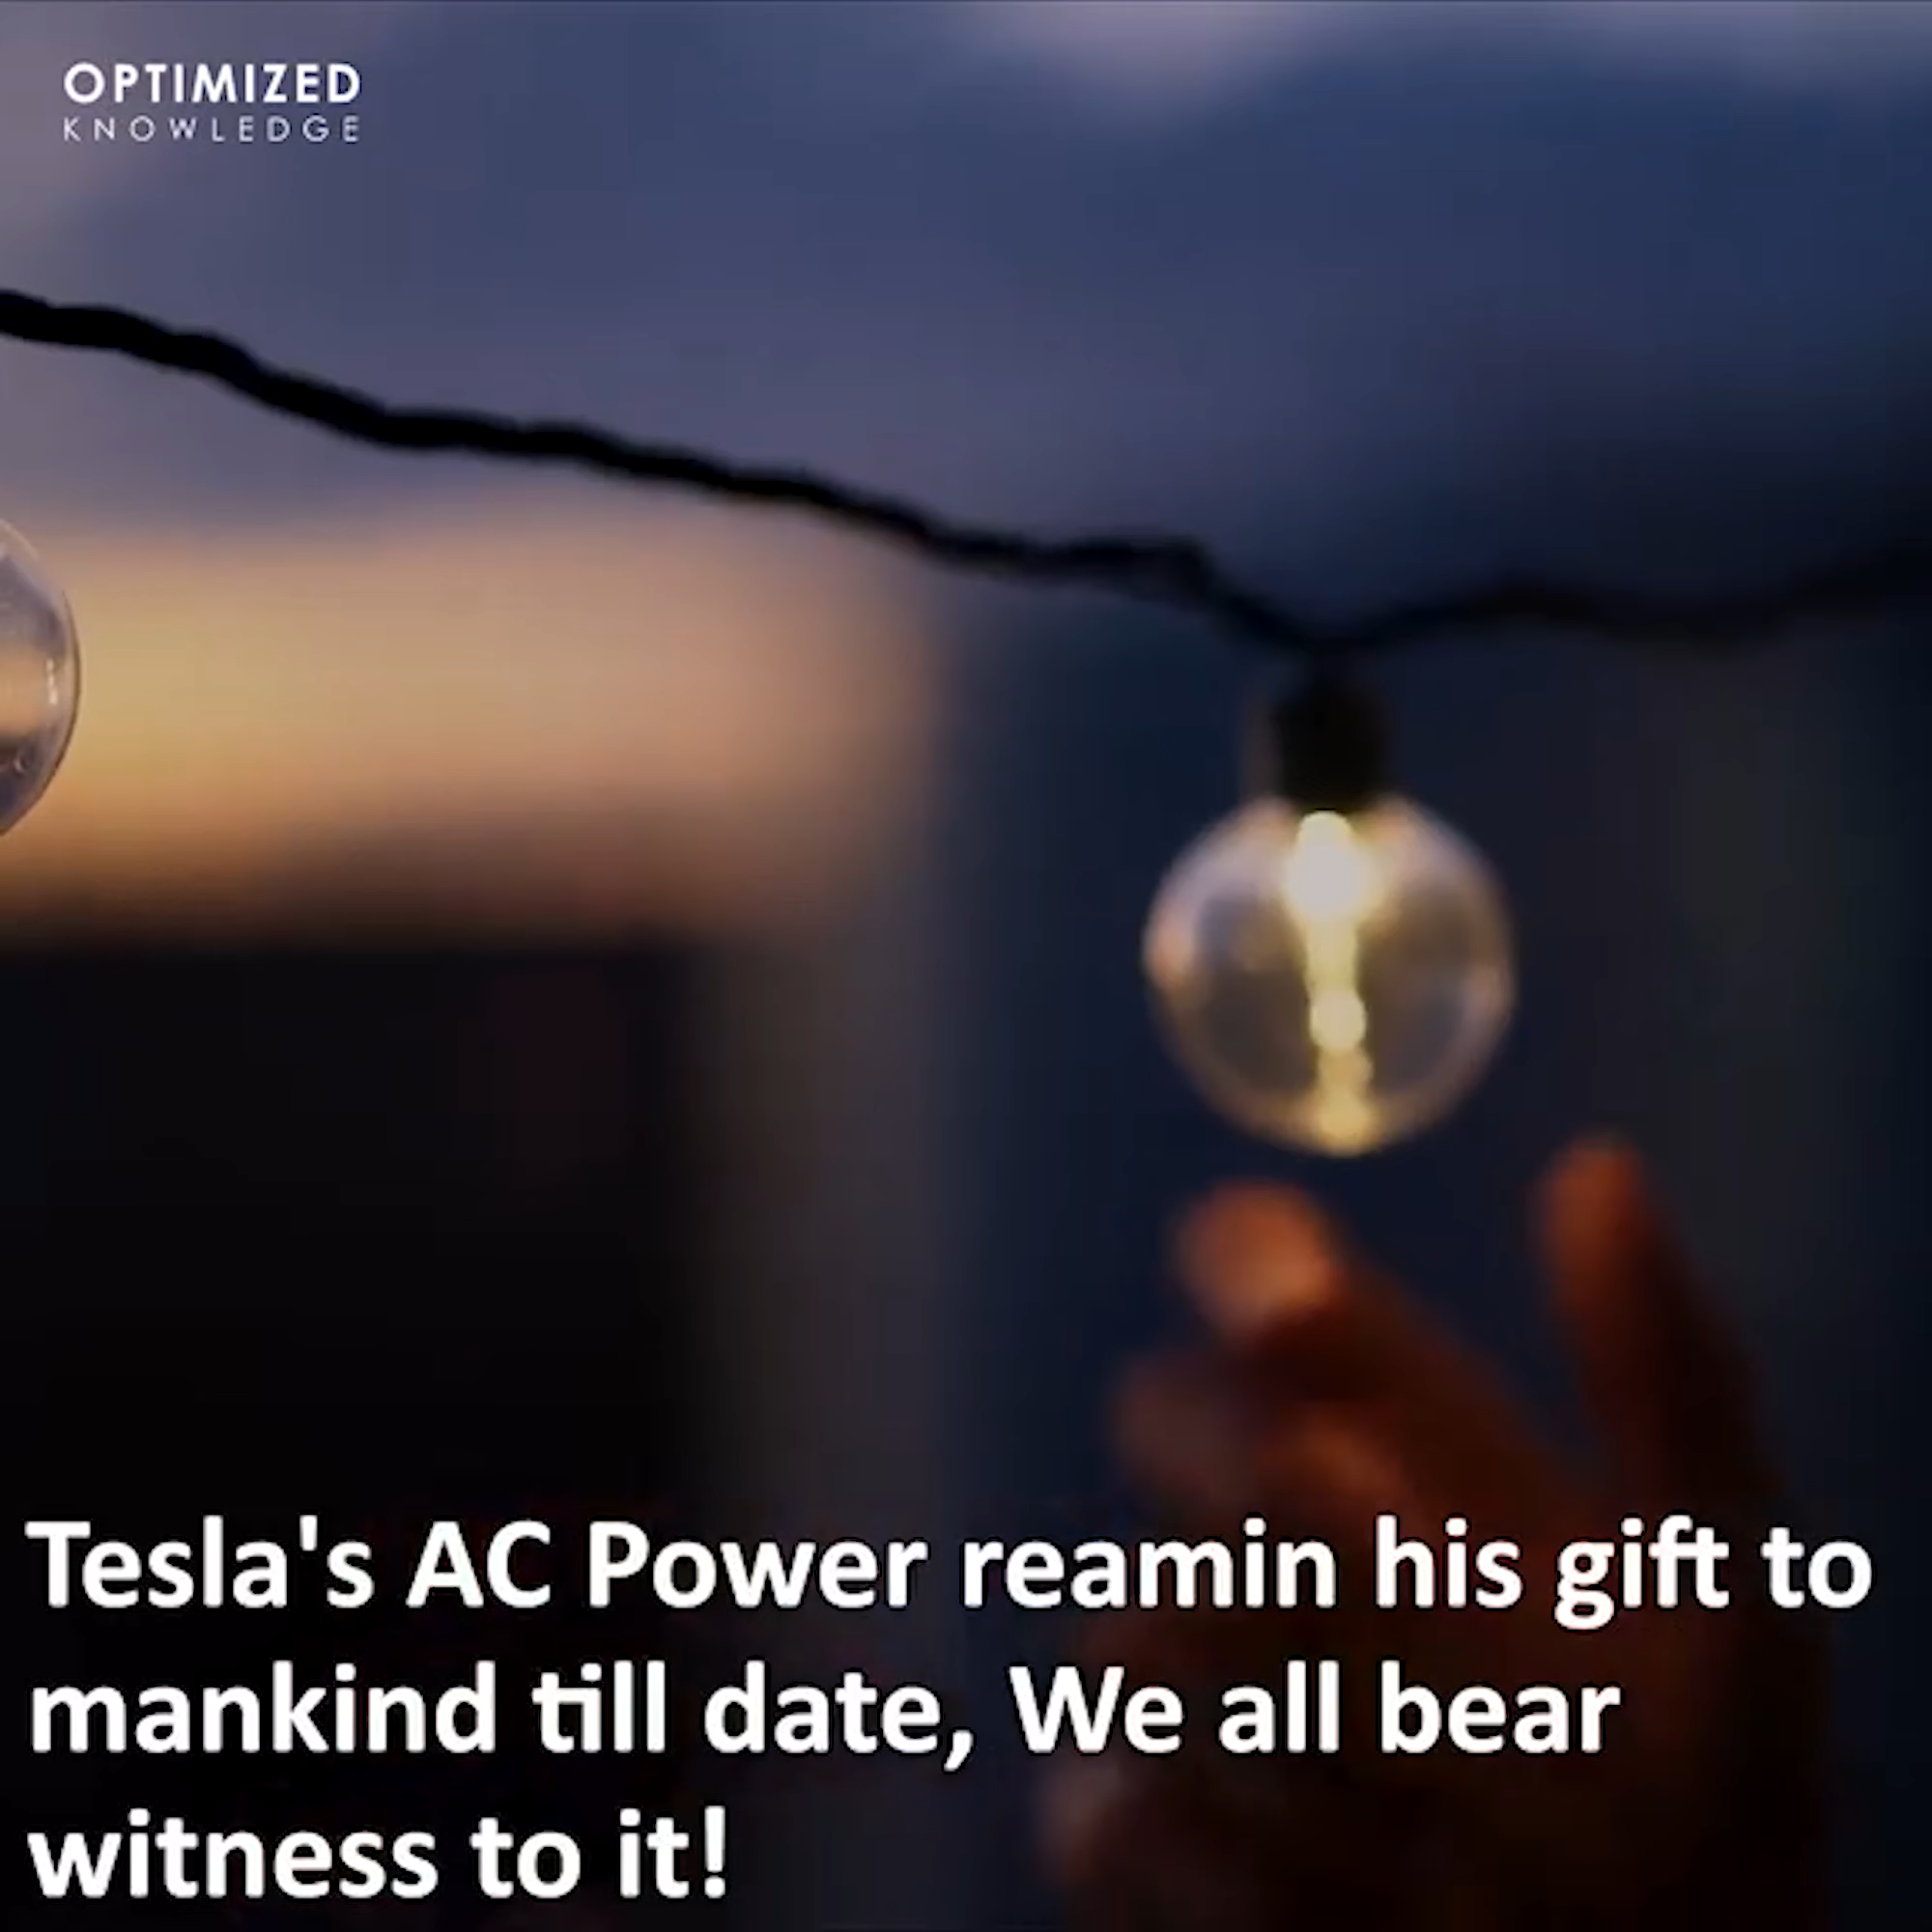 OPTIMIZED
KNOWLEDGE
Tesla's AC Power reamin his gift to
mankind till date, We all bear
witness to it!